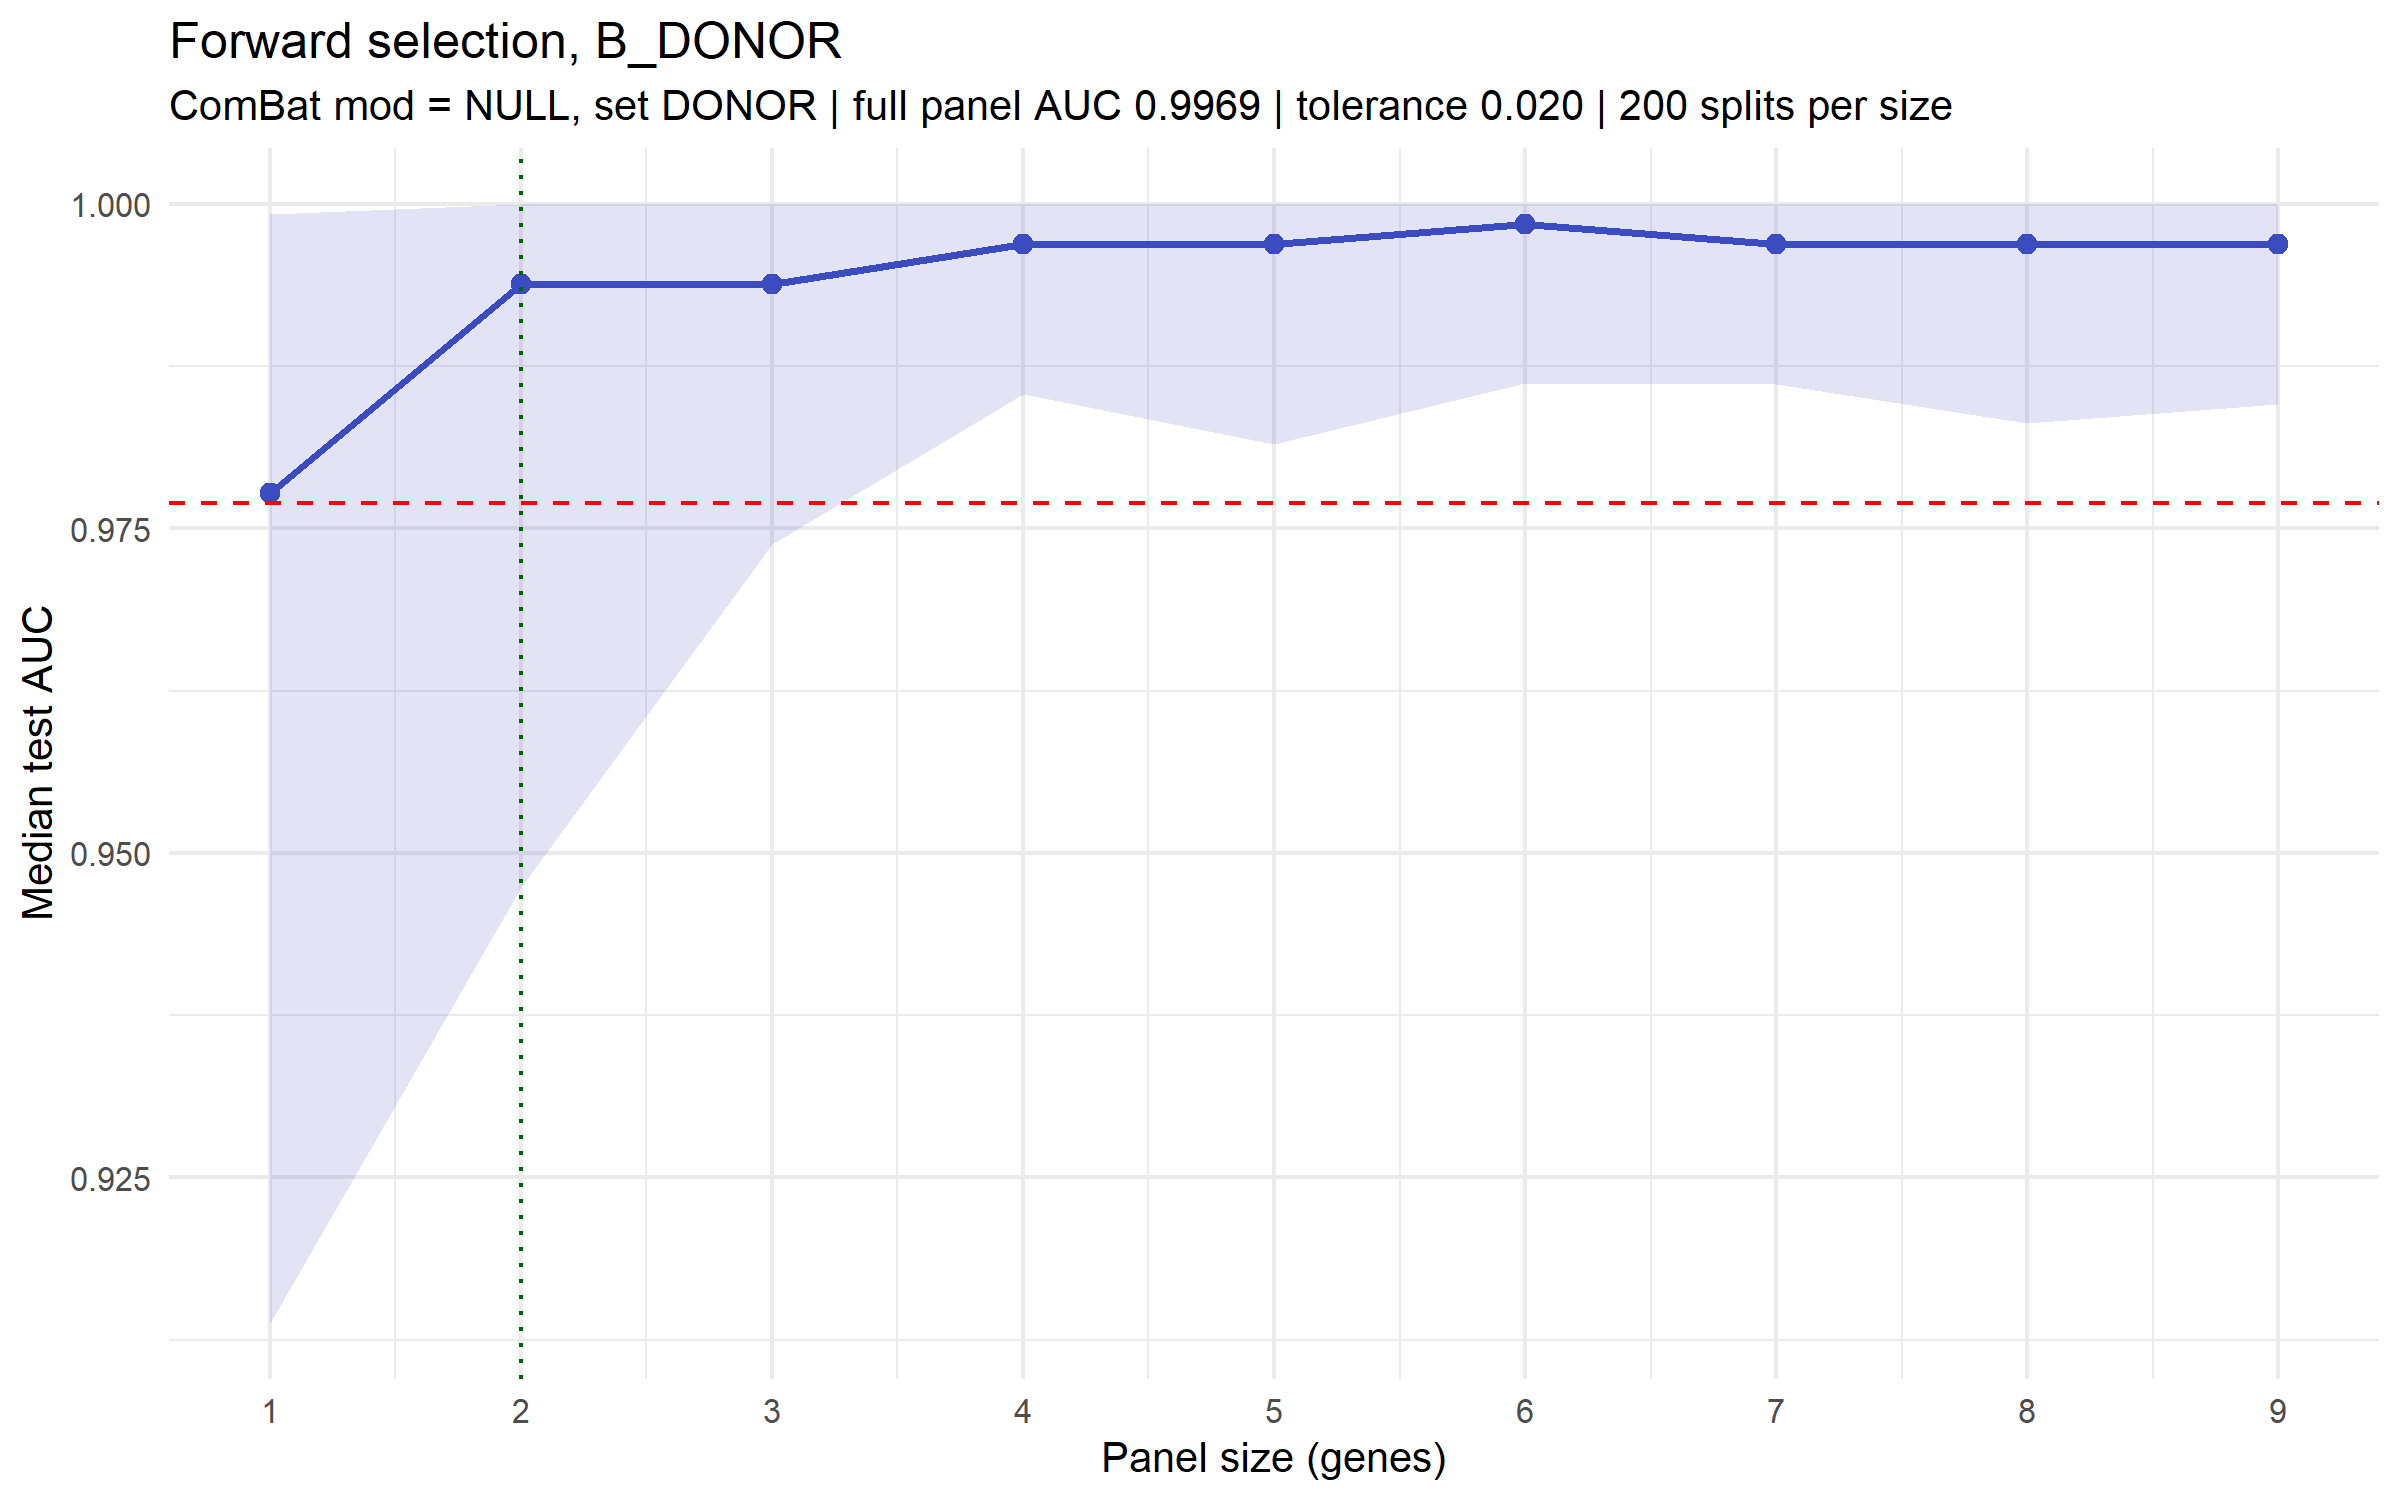 Forward selection, B_DONOR
ComBat mod = NULL, set DONOR | full panel AUC 0.9969 | tolerance 0.020 | 200 splits per size
Median test AUC
1.000
0.975
0.950
0.925
1 2 3 4 5 6 7 8 9
Panel size (genes)